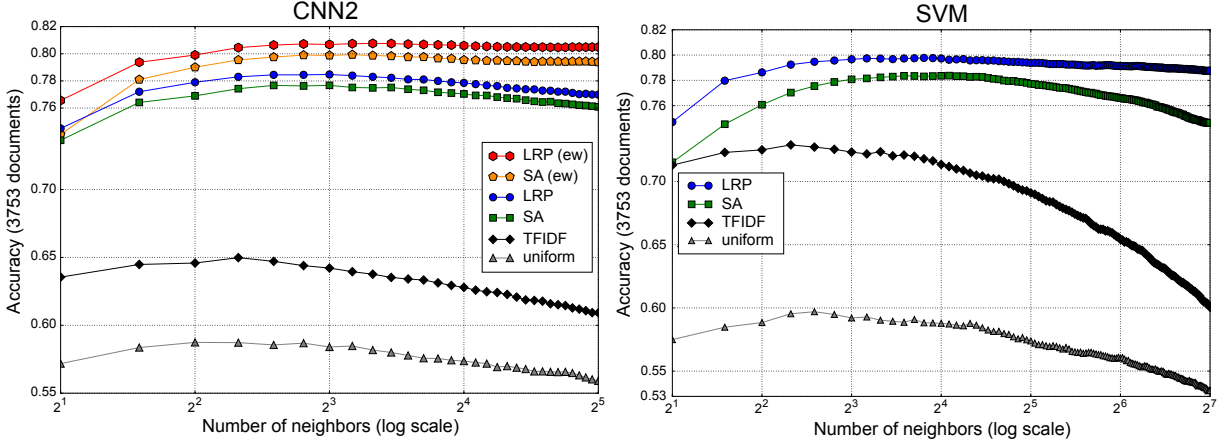 CNN2
0.82
0.80
0.78
0.76
0.70
0.65
0.60
0.55
Accuracy (3753 documents)
LRP (ew)
SA (ew)
LRP
SA
TFIDF
uniform
2^1
2^2
2^3
2^4
2^5
Number of neighbors (log scale)
SVM
0.82
0.80
0.78
0.76
0.70
0.65
0.60
0.55
0.53
Accuracy (3753 documents)
LRP
SA
TFIDF
uniform
2^1
2^2
2^3
2^4
2^5
2^6
2^7
Number of neighbors (log scale)